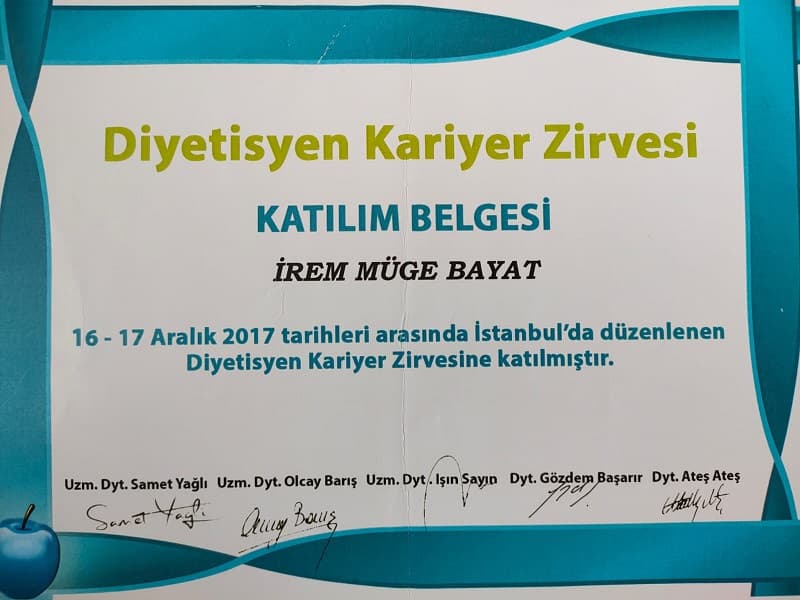 Diyetisyen Kariyer Zirvesi
KATILIM BELGESİ
İREM MÜGE BAYAT
16 - 17 Aralık 2017 tarihleri arasında İstanbul'da düzenlenen
Diyetisyen Kariyer Zirvesine katılmıştır.
Uzm. Dyt. Samet Yağlı Uzm. Dyt. Olcay Barış Uzm. Dyt. Işın Sayın Dyt. Gözdem Başarır Dyt. Ateş Ateş
Samet Yağlı